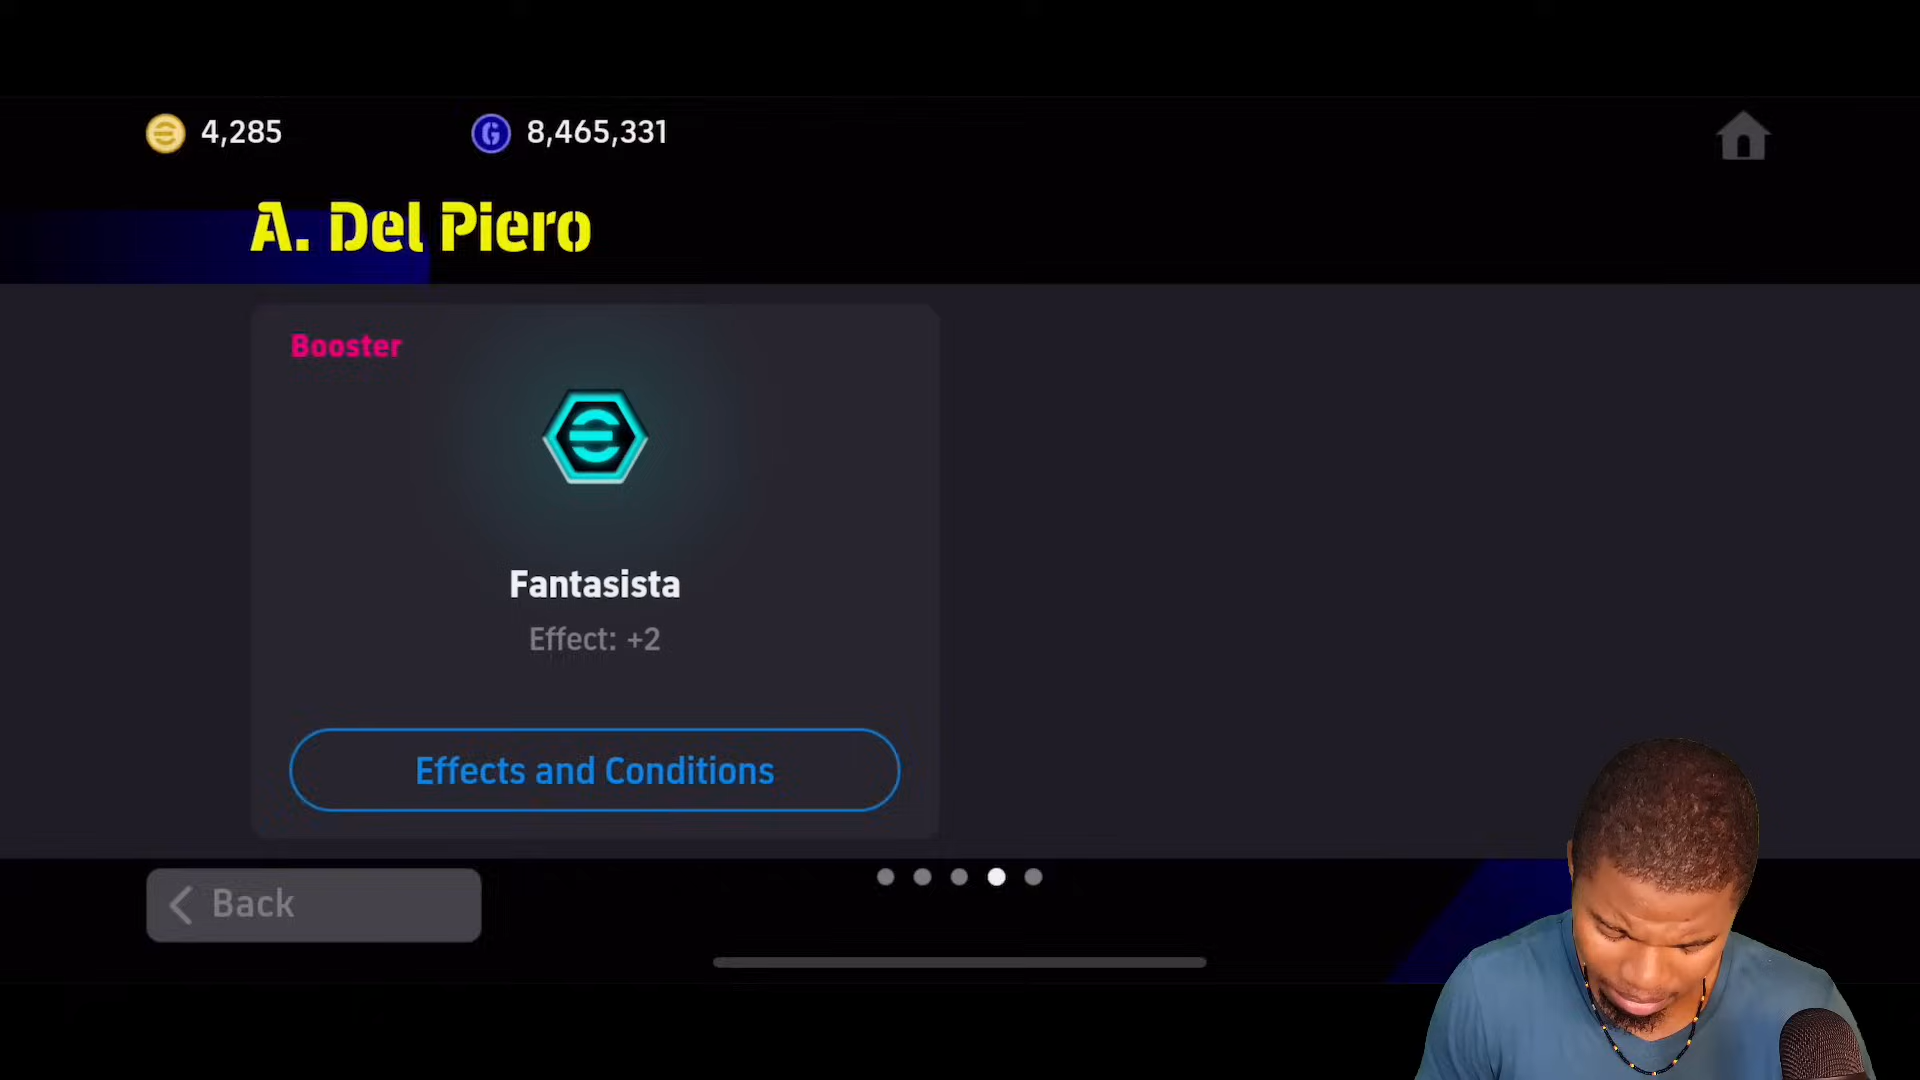 4,285
8,465,331
A. Del Piero
Booster
Fantasista
Effect: +2
Effects and Conditions
Back